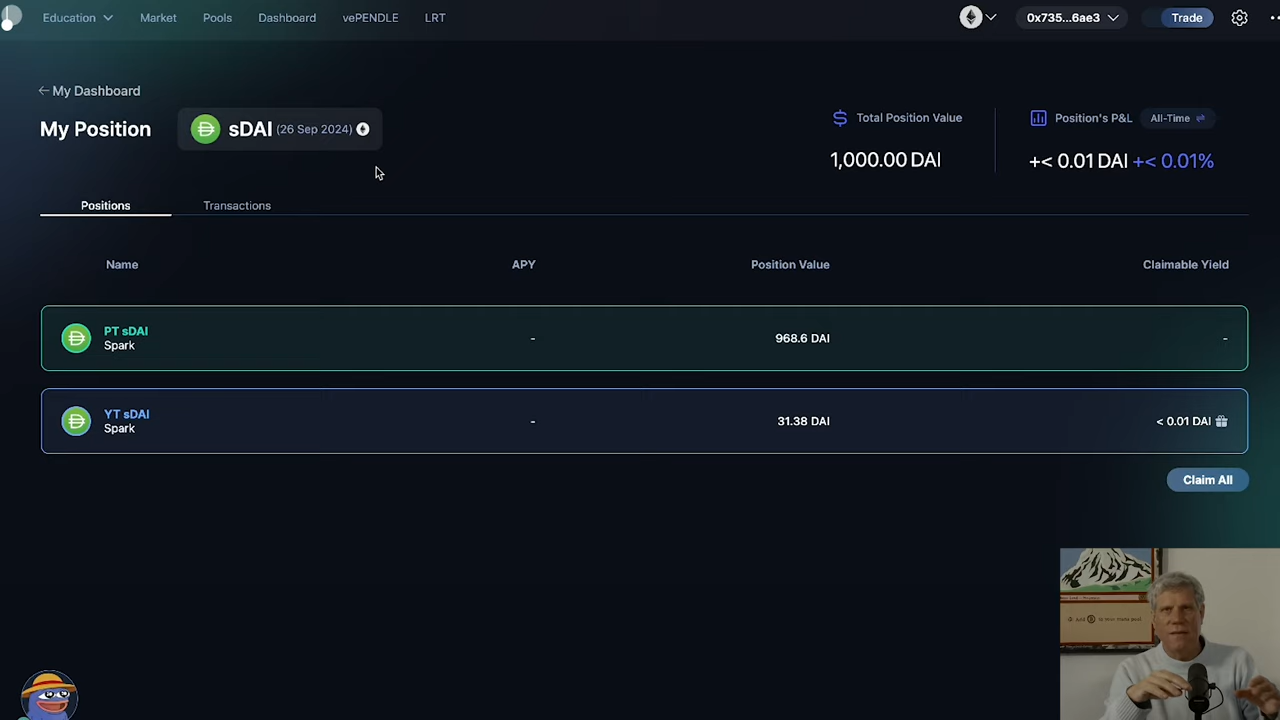 Education
Market
Pools
Dashboard
vePENDLE
LRT
0x735...6ae3
Trade
← My Dashboard
My Position
sDAI (26 Sep 2024)
Total Position Value
1,000.00 DAI
Position's P&L
All-Time
+< 0.01 DAI +< 0.01%
Positions
Transactions
Name
APY
Position Value
Claimable Yield
PT sDAI
Spark
-
968.6 DAI
-
YT sDAI
Spark
-
31.38 DAI
< 0.01 DAI
Claim All